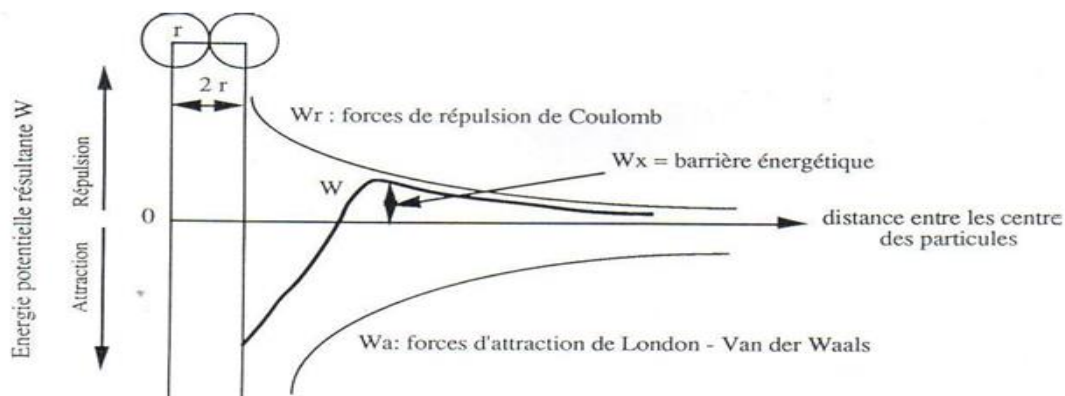 r
2 r
Energie potentielle résultante W
Répulsion
Attraction
0
Wr : forces de répulsion de Coulomb
Wx = barrière énergétique
W
distance entre les centre
des particules
Wa: forces d'attraction de London - Van der Waals